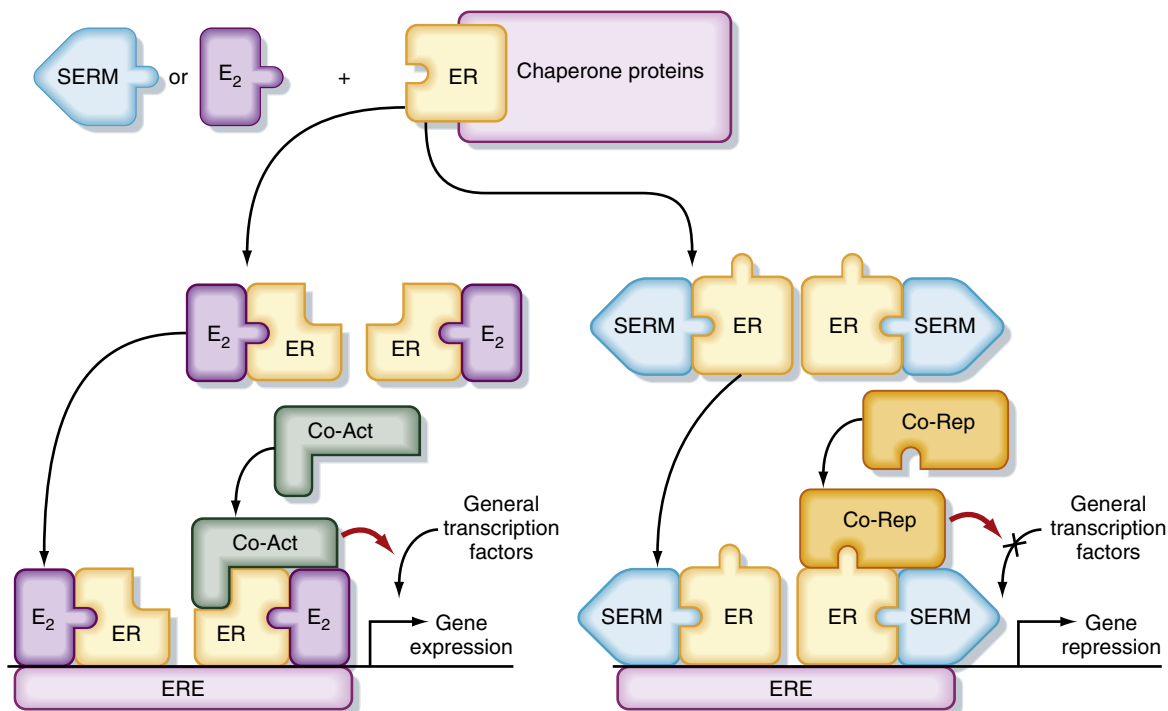 SERM or E₂ + ER Chaperone proteins
E₂ ER ER E₂
SERM ER ER SERM
Co-Act
Co-Rep
Co-Act
General
transcription
factors
Co-Rep
General
transcription
factors
E₂ ER ER E₂
Gene
expression
SERM ER ER SERM
Gene
repression
ERE
ERE